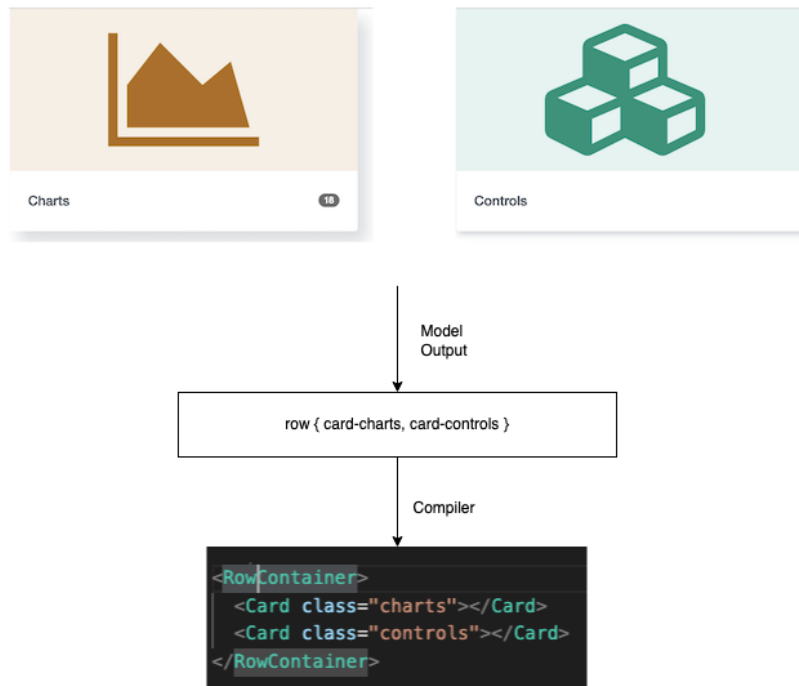 Charts
18
Controls
Model
Output
row { card-charts, card-controls }
Compiler
<RowContainer>
<Card class="charts"></Card>
<Card class="controls"></Card>
</RowContainer>